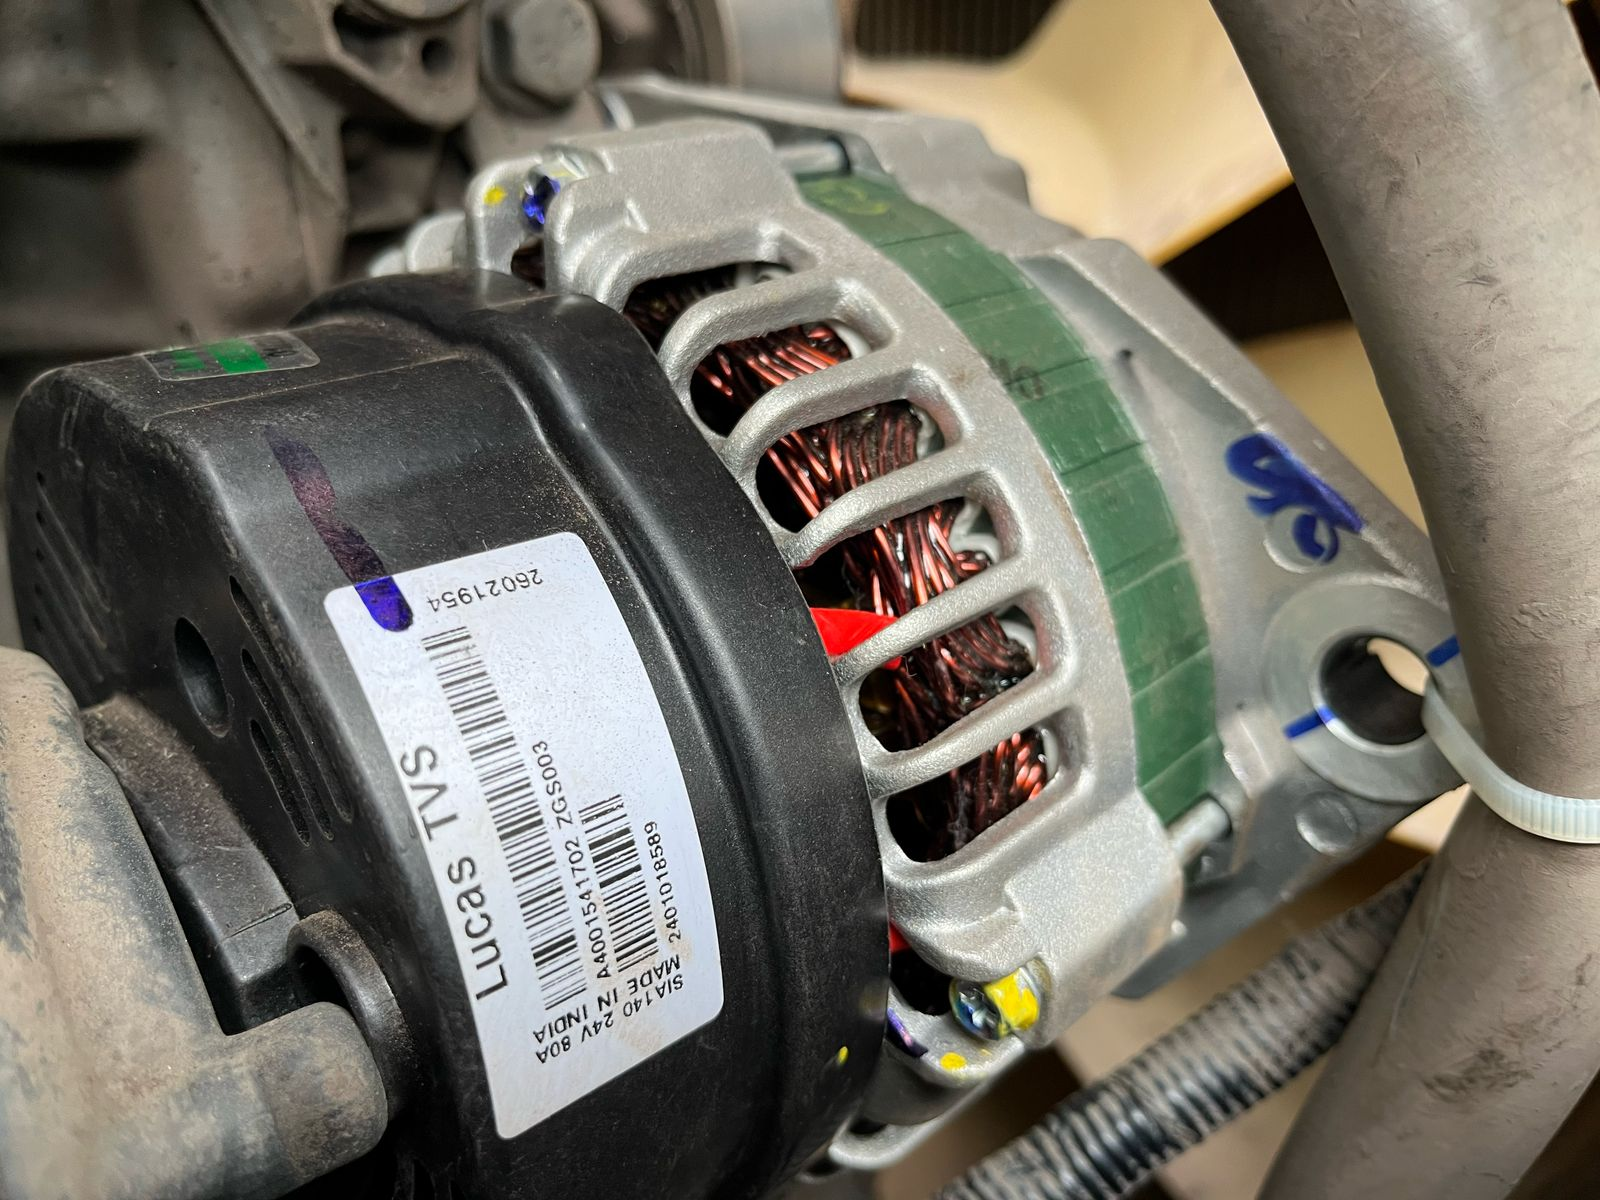 26021954
Lucas TVS
A4001541702 ZGS003
2401018589
SIA140 24V 80A
MADE IN INDIA